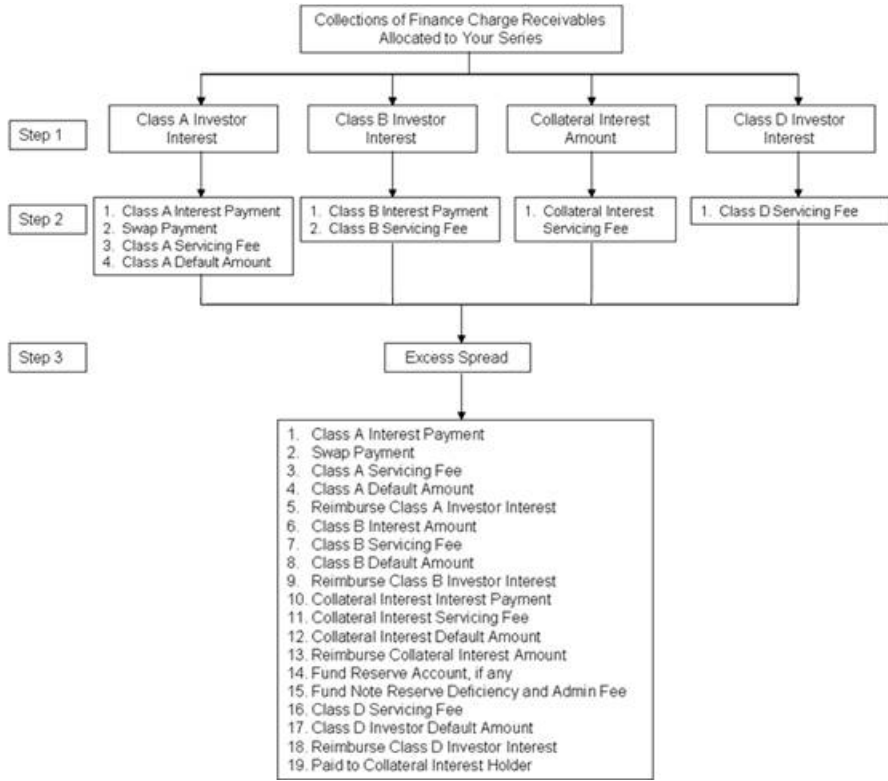 Collections of Finance Charge Receivables
Allocated to Your Series
Step 1
Class A Investor
Interest
Class B Investor
Interest
Collateral Interest
Amount
Class D Investor
Interest
Step 2
1. Class A Interest Payment
2. Swap Payment
3. Class A Servicing Fee
4. Class A Default Amount
1. Class B Interest Payment
2. Class B Servicing Fee
1. Collateral Interest
Servicing Fee
1. Class D Servicing Fee
Step 3
Excess Spread
1. Class A Interest Payment
2. Swap Payment
3. Class A Servicing Fee
4. Class A Default Amount
5. Reimburse Class A Investor Interest
6. Class B Interest Amount
7. Class B Servicing Fee
8. Class B Default Amount
9. Reimburse Class B Investor Interest
10. Collateral Interest Interest Payment
11. Collateral Interest Servicing Fee
12. Collateral Interest Default Amount
13. Reimburse Collateral Interest Amount
14. Fund Reserve Account, if any
15. Fund Note Reserve Deficiency and Admin Fee
16. Class D Servicing Fee
17. Class D Investor Default Amount
18. Reimburse Class D Investor Interest
19. Paid to Collateral Interest Holder